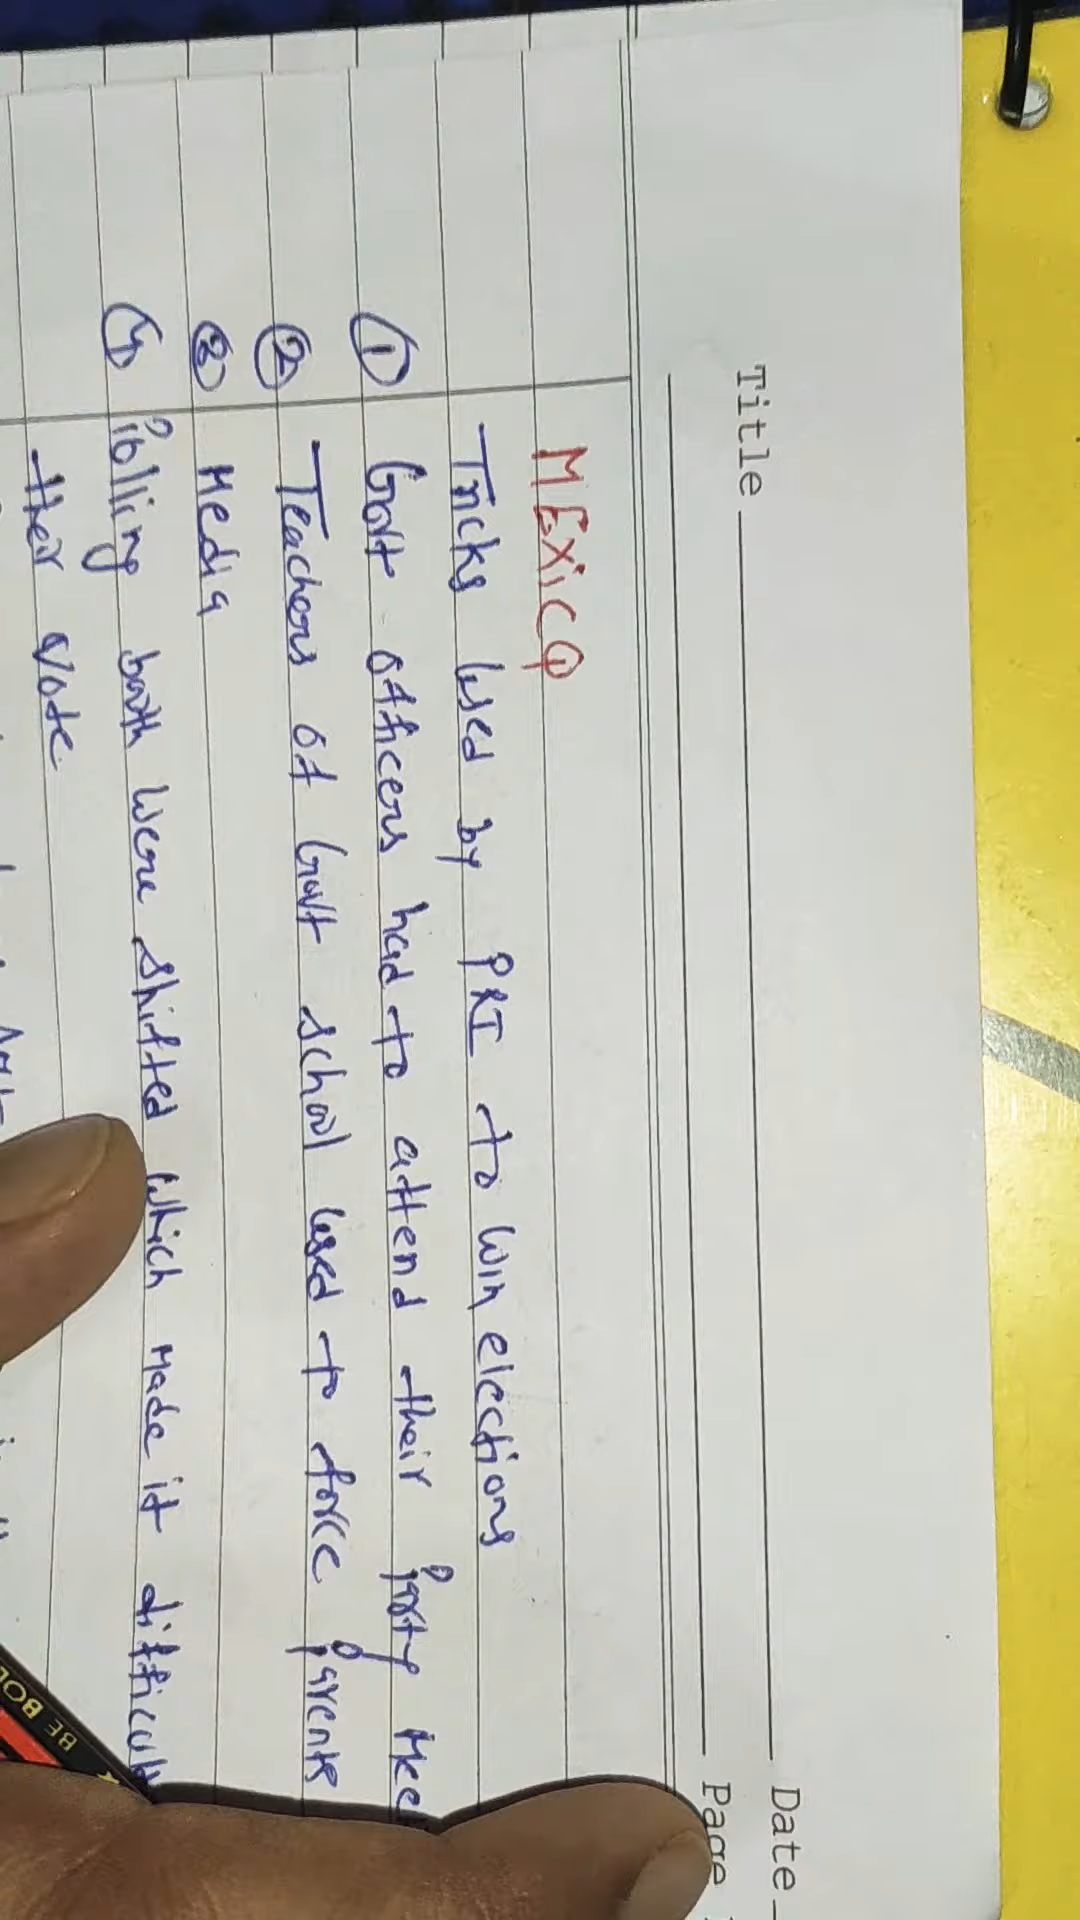 Title
Date
Page
MExico
Tricks used by PRI to win elections
① Govt officers had to attend their party Mee
② Teachers of Govt school used to force parents
③ Media
④ Polling booth were shifted which made it difficult
their vote
BE BOL